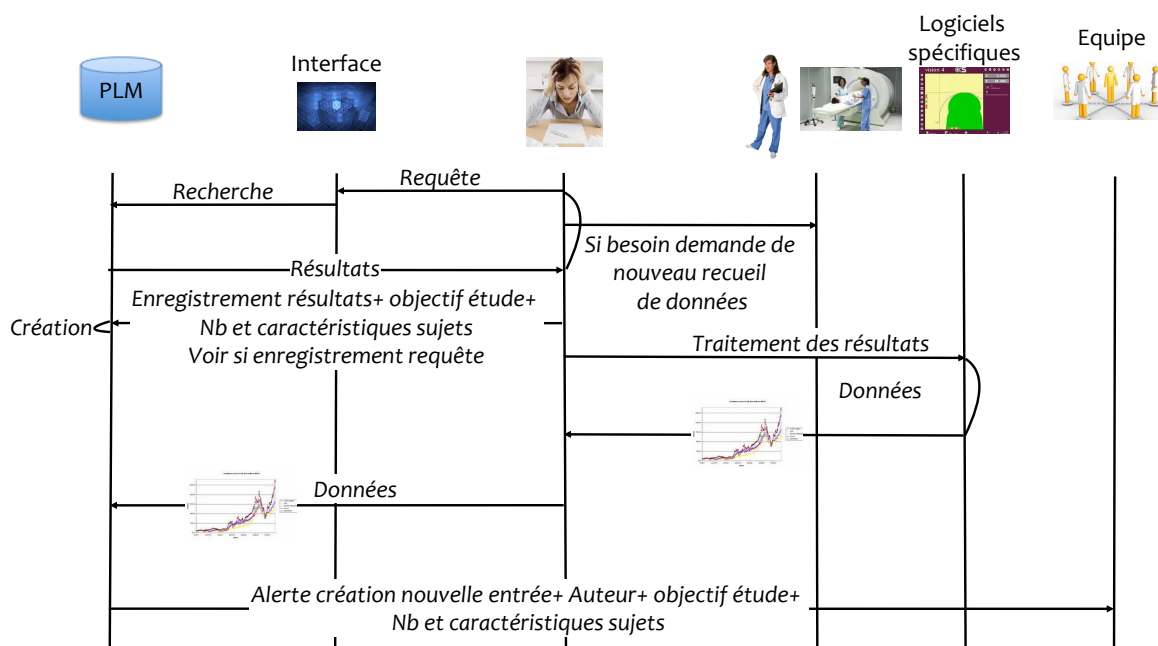 Logiciels
spécifiques
Equipe
Interface
PLM
vision 4
Requête
Recherche
Si besoin demande de
nouveau recueil
de données
Résultats
Enregistrement résultats+ objectif étude+
Nb et caractéristiques sujets
Voir si enregistrement requête
Création
Traitement des résultats
Données
Données
Alerte création nouvelle entrée+ Auteur+ objectif étude+
Nb et caractéristiques sujets